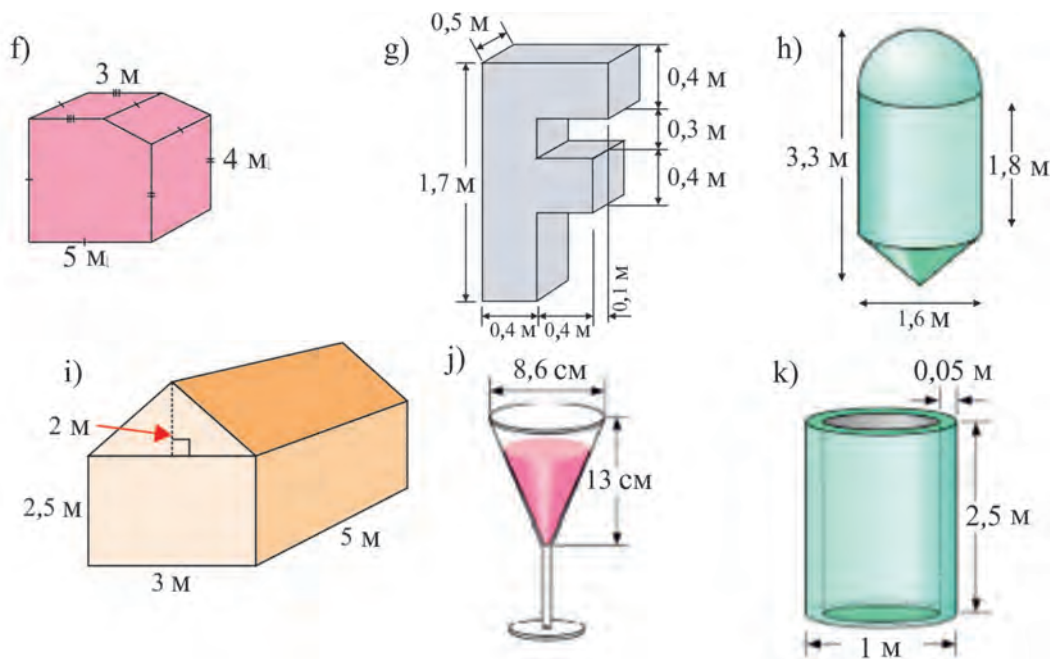 f)
3 м
4 м
5 м
g)
0,5 м
0,4 м
0,3 м
0,4 м
1,7 м
0,1 м
0,4 м
0,4 м
h)
3,3 м
1,8 м
1,6 м
i)
2 м
2,5 м
5 м
3 м
j)
8,6 см
13 см
k)
0,05 м
2,5 м
1 м